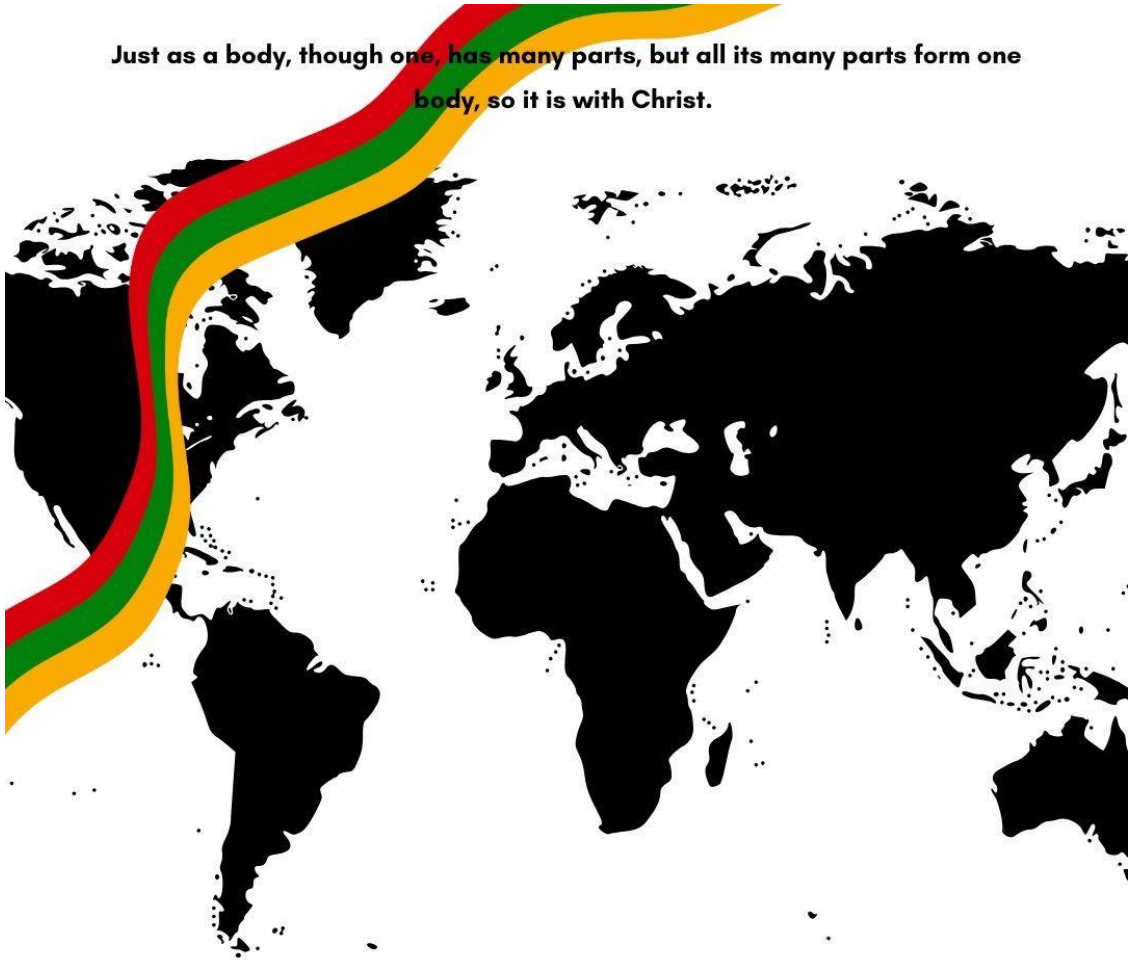 Just as a body, though one, has many parts, but all its many parts form one
body, so it is with Christ.